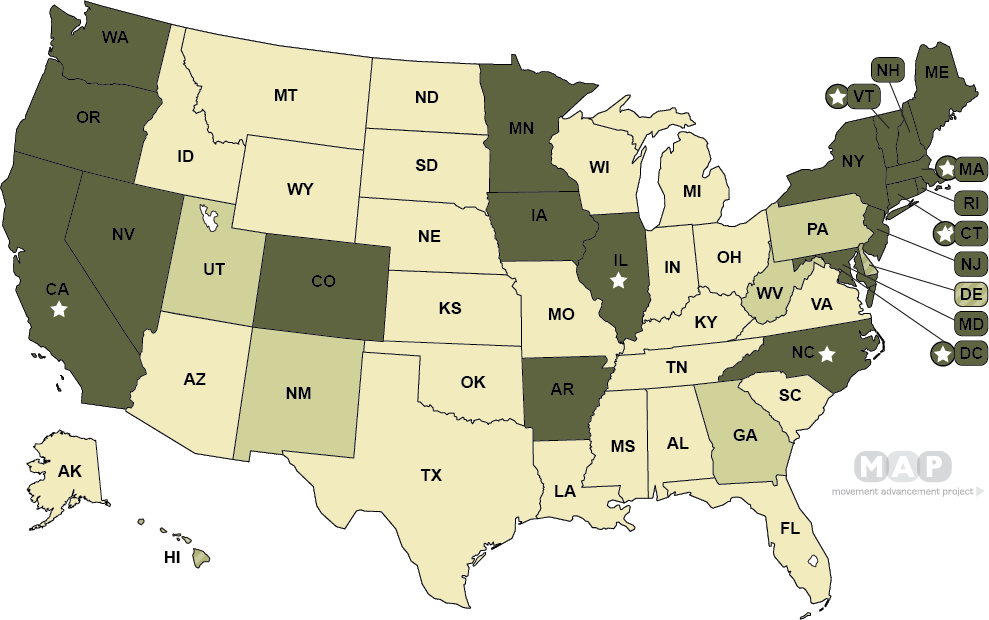 WA
MT
ND
MN
OR
ID
SD
WI
MI
WY
NE
IA
NV
UT
CO
KS
MO
IL
IN
OH
PA
WV
VA
KY
CA
AZ
NM
OK
AR
TN
NC
SC
TX
LA
MS
AL
GA
FL
AK
HI
NY
NH
ME
VT
MA
RI
CT
NJ
DE
MD
DC
MAP
movement advancement project